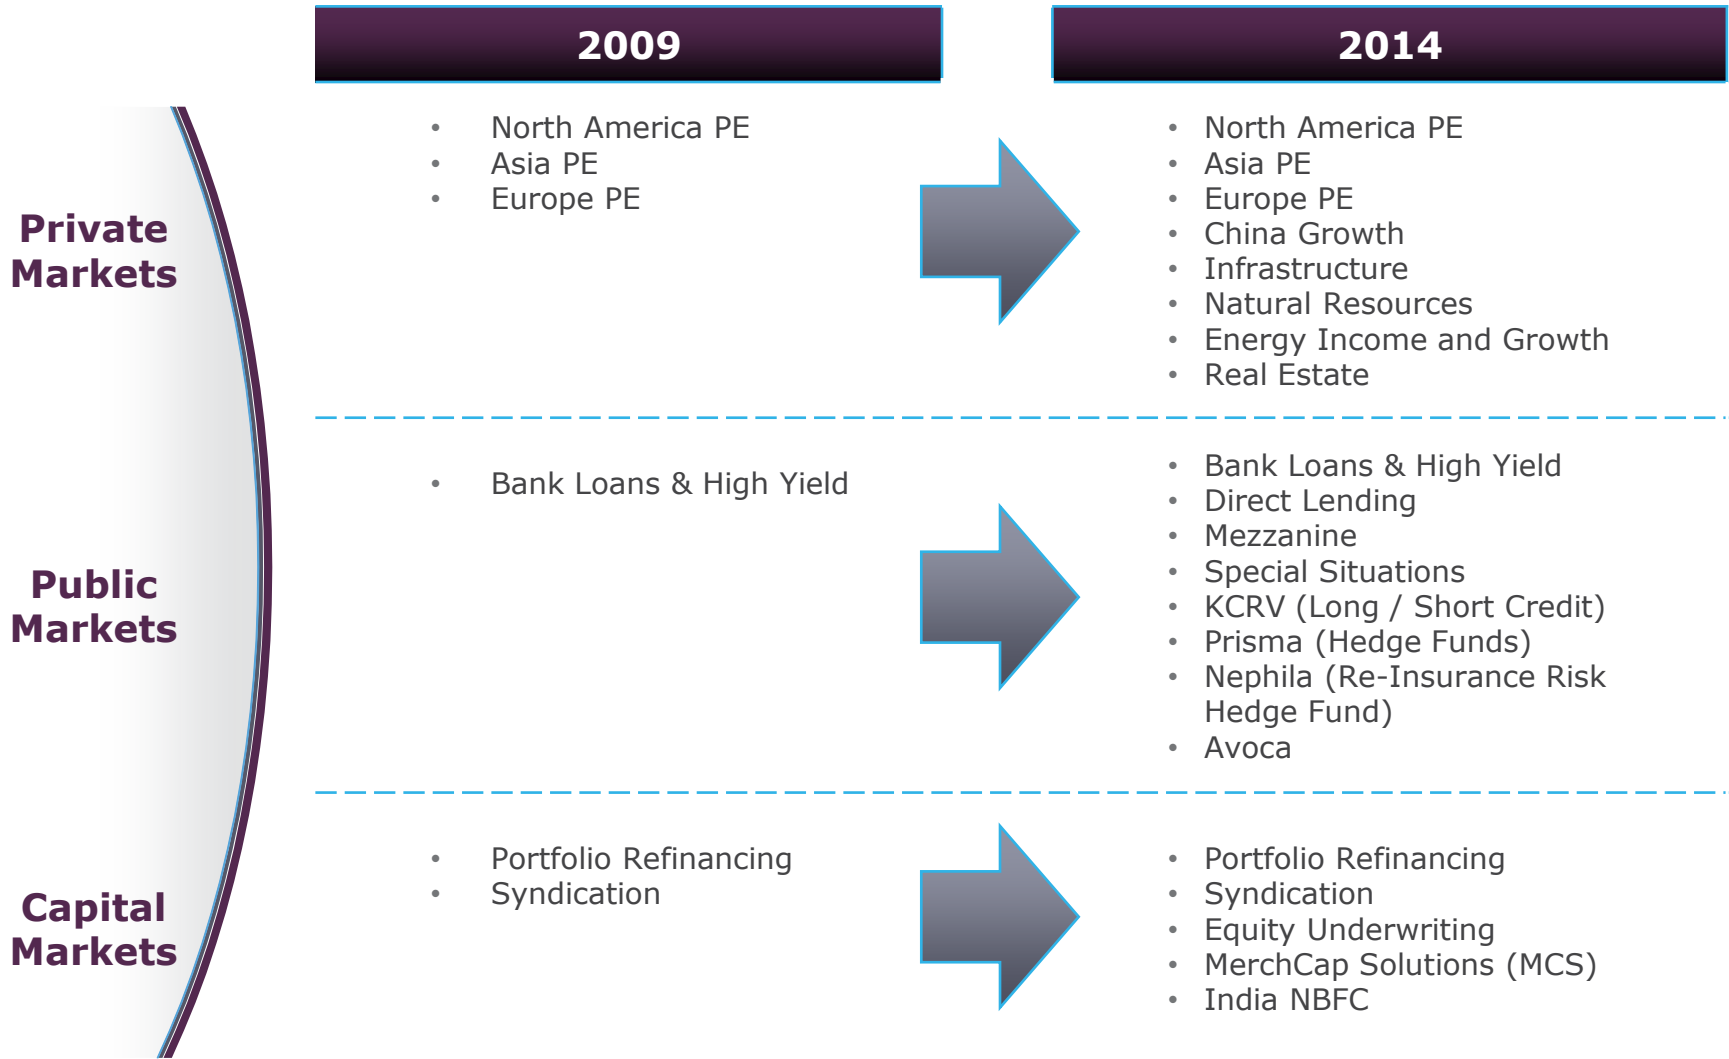 2009
2014
Private
Markets
• North America PE
• Asia PE
• Europe PE
• North America PE
• Asia PE
• Europe PE
• China Growth
• Infrastructure
• Natural Resources
• Energy Income and Growth
• Real Estate
Public
Markets
• Bank Loans & High Yield
• Bank Loans & High Yield
• Direct Lending
• Mezzanine
• Special Situations
• KCRV (Long / Short Credit)
• Prisma (Hedge Funds)
• Nephila (Re-Insurance Risk
Hedge Fund)
• Avoca
Capital
Markets
• Portfolio Refinancing
• Syndication
• Portfolio Refinancing
• Syndication
• Equity Underwriting
• MerchCap Solutions (MCS)
• India NBFC